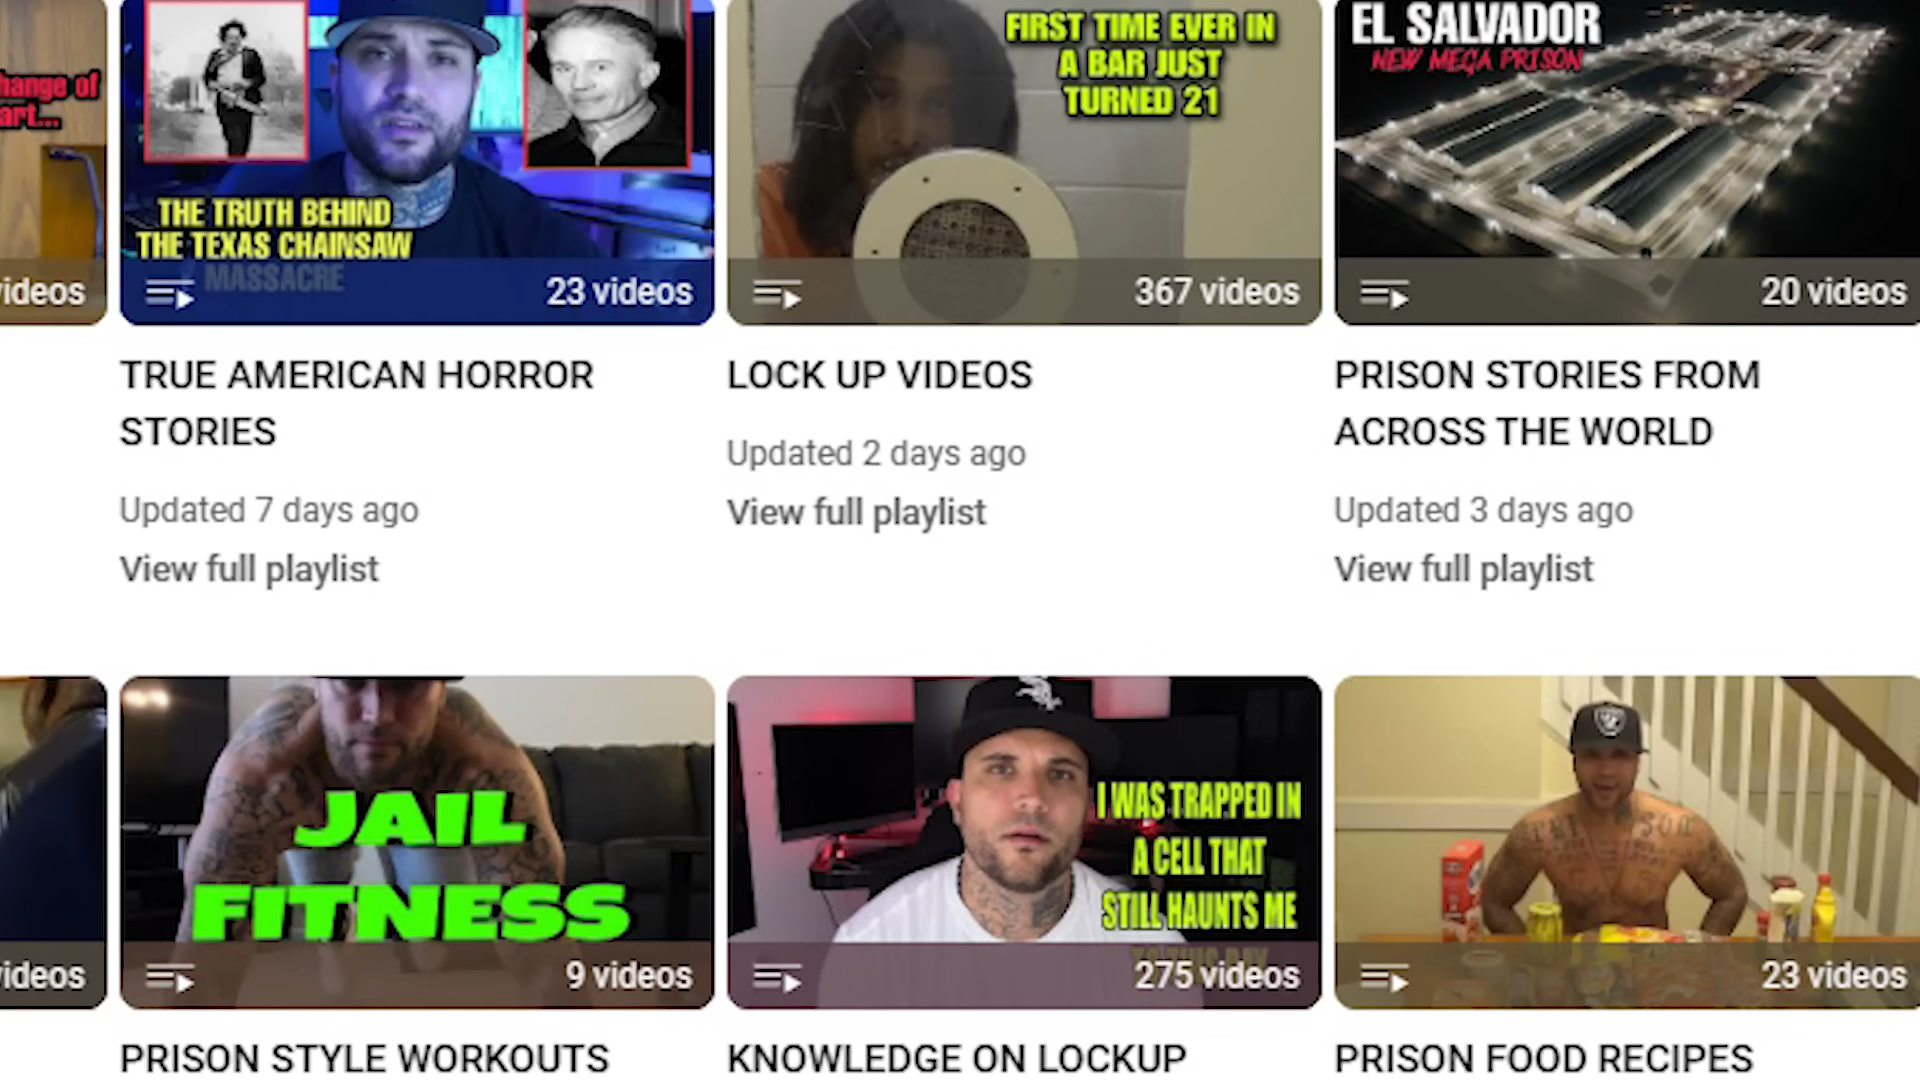 hange of
art...
ideos
THE TRUTH BEHIND
THE TEXAS CHAINSAW
MASSACRE
23 videos
FIRST TIME EVER IN
A BAR JUST
TURNED 21
367 videos
EL SALVADOR
NEW MEGA PRISON
20 videos
TRUE AMERICAN HORROR
STORIES
Updated 7 days ago
View full playlist
LOCK UP VIDEOS
Updated 2 days ago
View full playlist
PRISON STORIES FROM
ACROSS THE WORLD
Updated 3 days ago
View full playlist
ideos
JAIL
FITNESS
9 videos
I WAS TRAPPED IN
A CELL THAT
STILL HAUNTS ME
TO THIS DAY
275 videos
23 videos
PRISON STYLE WORKOUTS
KNOWLEDGE ON LOCKUP
PRISON FOOD RECIPES